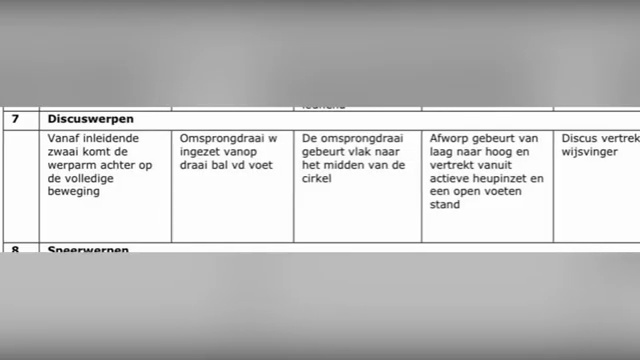 7 Discuswerpen
Vanaf inleidende
zwaai komt de
werparm achter op
de volledige
beweging
Omsprongdraai w
ingezet vanop
draai bal vd voet
De omsprongdraai
gebeurt vlak naar
het midden van de
cirkel
Afworp gebeurt van
laag naar hoog en
vertrekt vanuit
actieve heupinzet en
een open voeten
stand
Discus vertrek
wijsvinger
8 Speerwerpen